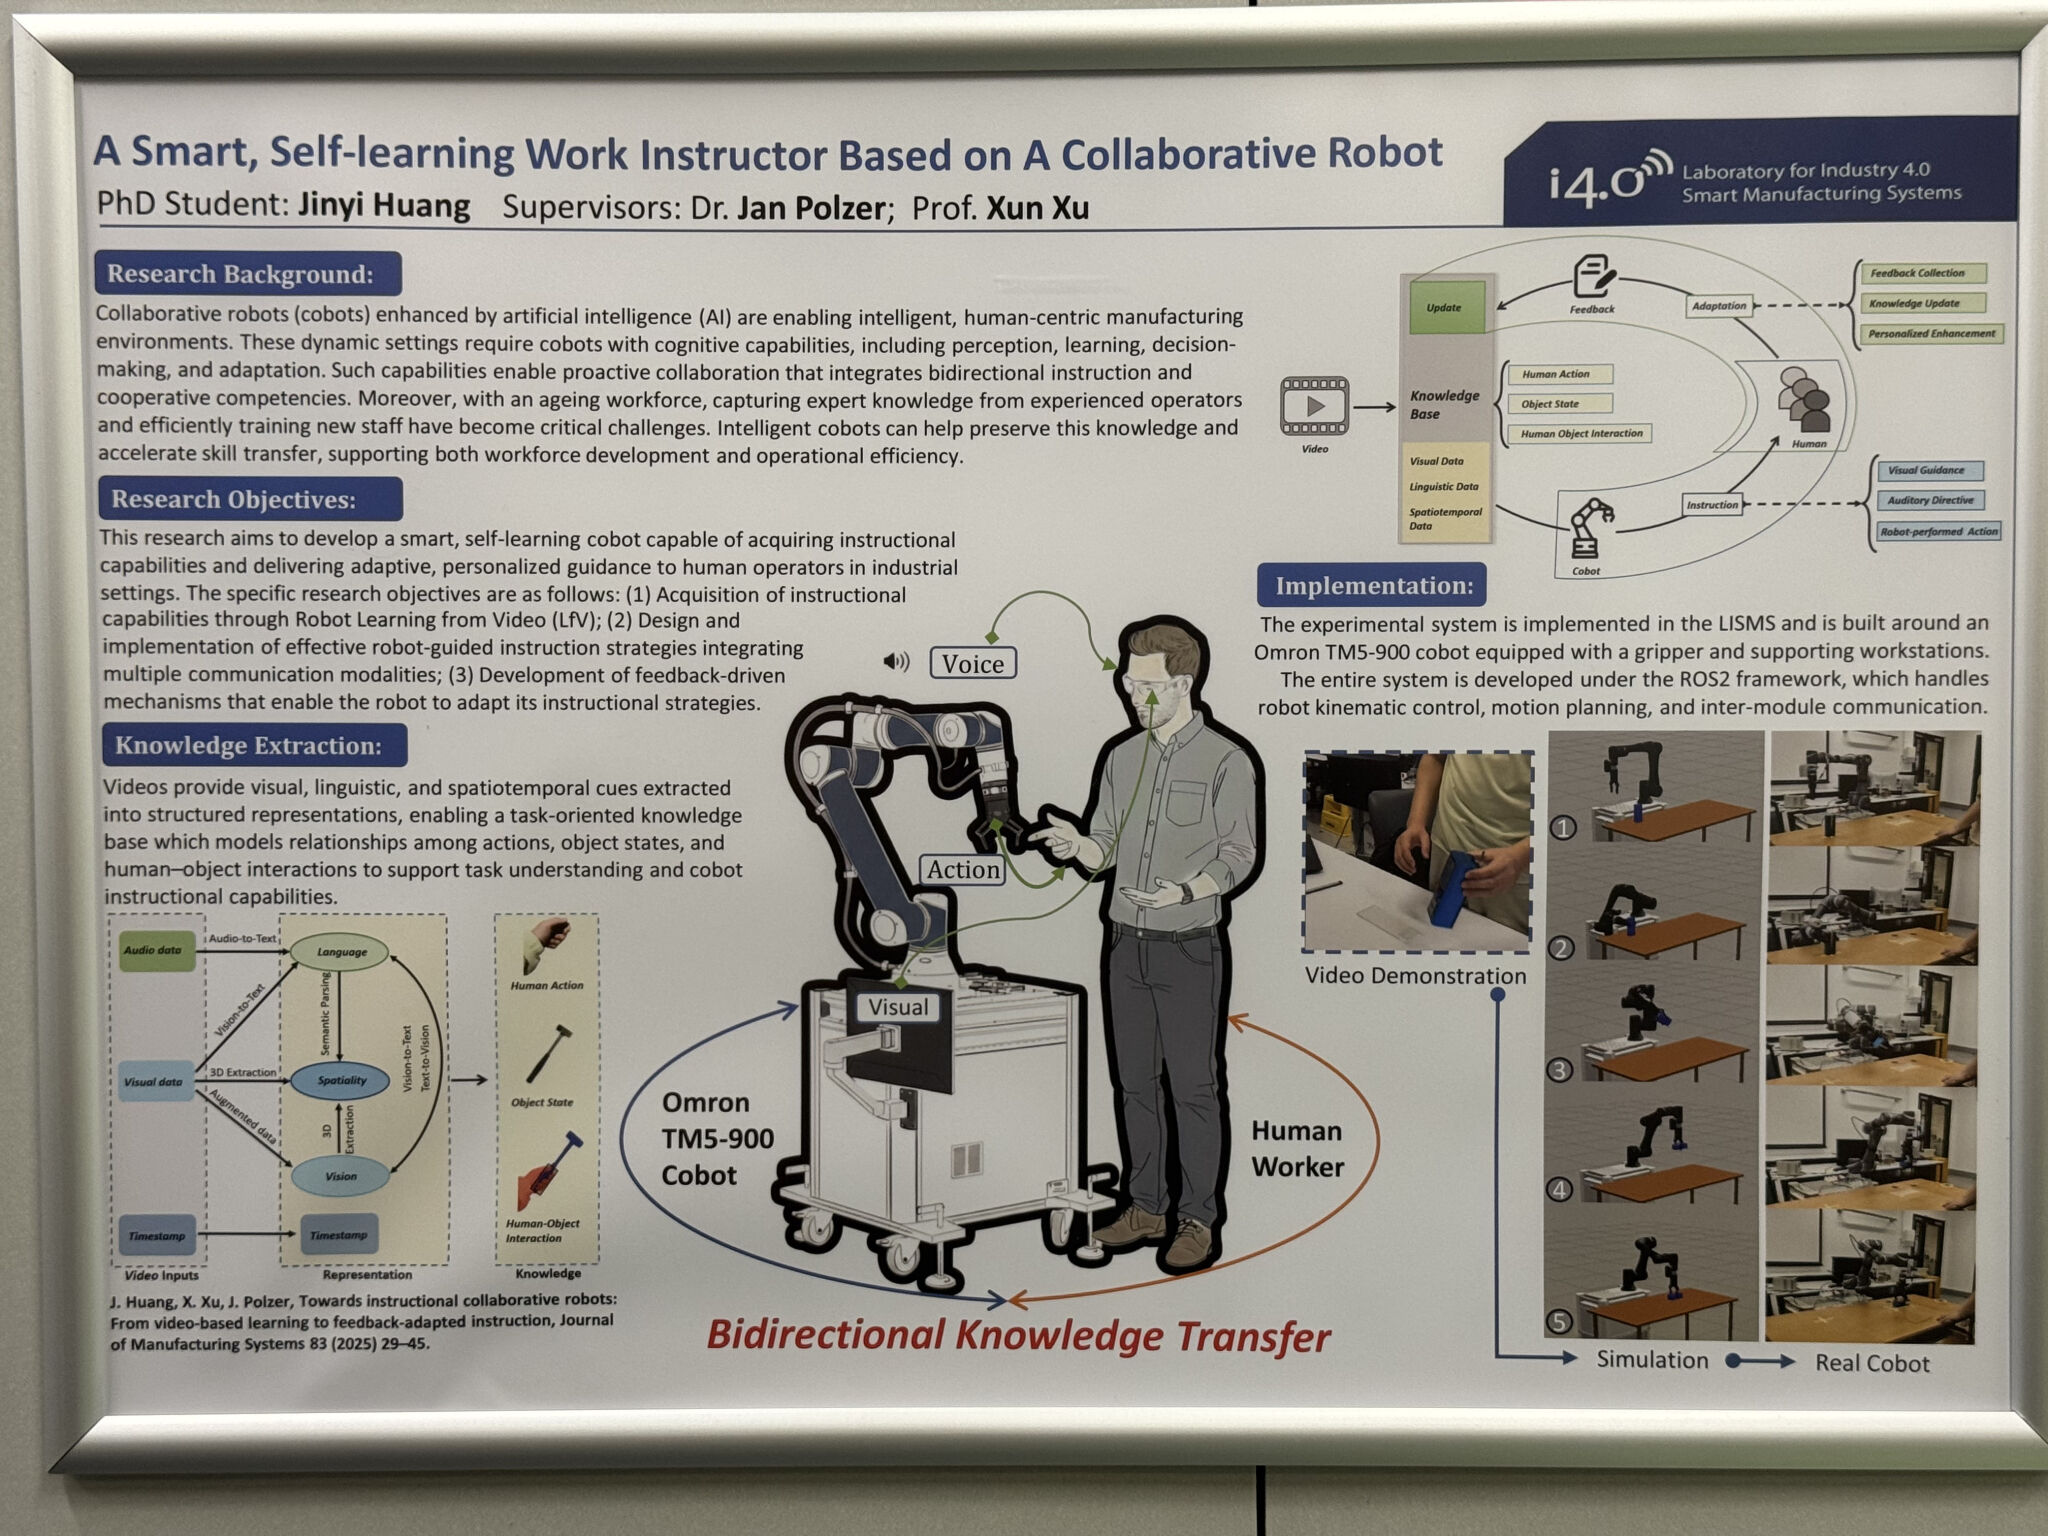 A Smart, Self-learning Work Instructor Based on A Collaborative Robot
PhD Student: Jinyi Huang Supervisors: Dr. Jan Polzer; Prof. Xun Xu
i4.0
Laboratory for Industry 4.0
Smart Manufacturing Systems
Research Background:
Collaborative robots (cobots) enhanced by artificial intelligence (AI) are enabling intelligent, human-centric manufacturing
environments. These dynamic settings require cobots with cognitive capabilities, including perception, learning, decision-
making, and adaptation. Such capabilities enable proactive collaboration that integrates bidirectional instruction and
cooperative competencies. Moreover, with an ageing workforce, capturing expert knowledge from experienced operators
and efficiently training new staff have become critical challenges. Intelligent cobots can help preserve this knowledge and
accelerate skill transfer, supporting both workforce development and operational efficiency.
Research Objectives:
This research aims to develop a smart, self-learning cobot capable of acquiring instructional
capabilities and delivering adaptive, personalized guidance to human operators in industrial
settings. The specific research objectives are as follows: (1) Acquisition of instructional
capabilities through Robot Learning from Video (LfV); (2) Design and
implementation of effective robot-guided instruction strategies integrating
multiple communication modalities; (3) Development of feedback-driven
mechanisms that enable the robot to adapt its instructional strategies.
Knowledge Extraction:
Videos provide visual, linguistic, and spatiotemporal cues extracted
into structured representations, enabling a task-oriented knowledge
base which models relationships among actions, object states, and
human–object interactions to support task understanding and cobot
instructional capabilities.
Audio data
Audio-to-Text
Language
Vision-to-Text
Semantic Parsing
Vision-to-Text
Text-to-Vision
Visual data
3D Extraction
Spatiality
Augmented data
3D
Extraction
Vision
Timestamp
Timestamp
Video Inputs
Representation
Human Action
Object State
Human-Object
Interaction
Knowledge
J. Huang, X. Xu, J. Polzer, Towards instructional collaborative robots:
From video-based learning to feedback-adapted instruction, Journal
of Manufacturing Systems 83 (2025) 29–45.
Voice
Action
Visual
Omron
TM5-900
Cobot
Human
Worker
Bidirectional Knowledge Transfer
Video
Update
Knowledge
Base
Visual Data
Linguistic Data
Spatiotemporal
Data
Human Action
Object State
Human Object Interaction
Feedback
Adaptation
Feedback Collection
Knowledge Update
Personalized Enhancement
Human
Instruction
Visual Guidance
Auditory Directive
Robot-performed Action
Cobot
Implementation:
The experimental system is implemented in the LISMS and is built around an
Omron TM5-900 cobot equipped with a gripper and supporting workstations.
The entire system is developed under the ROS2 framework, which handles
robot kinematic control, motion planning, and inter-module communication.
Video Demonstration
1
2
3
4
5
Simulation
Real Cobot